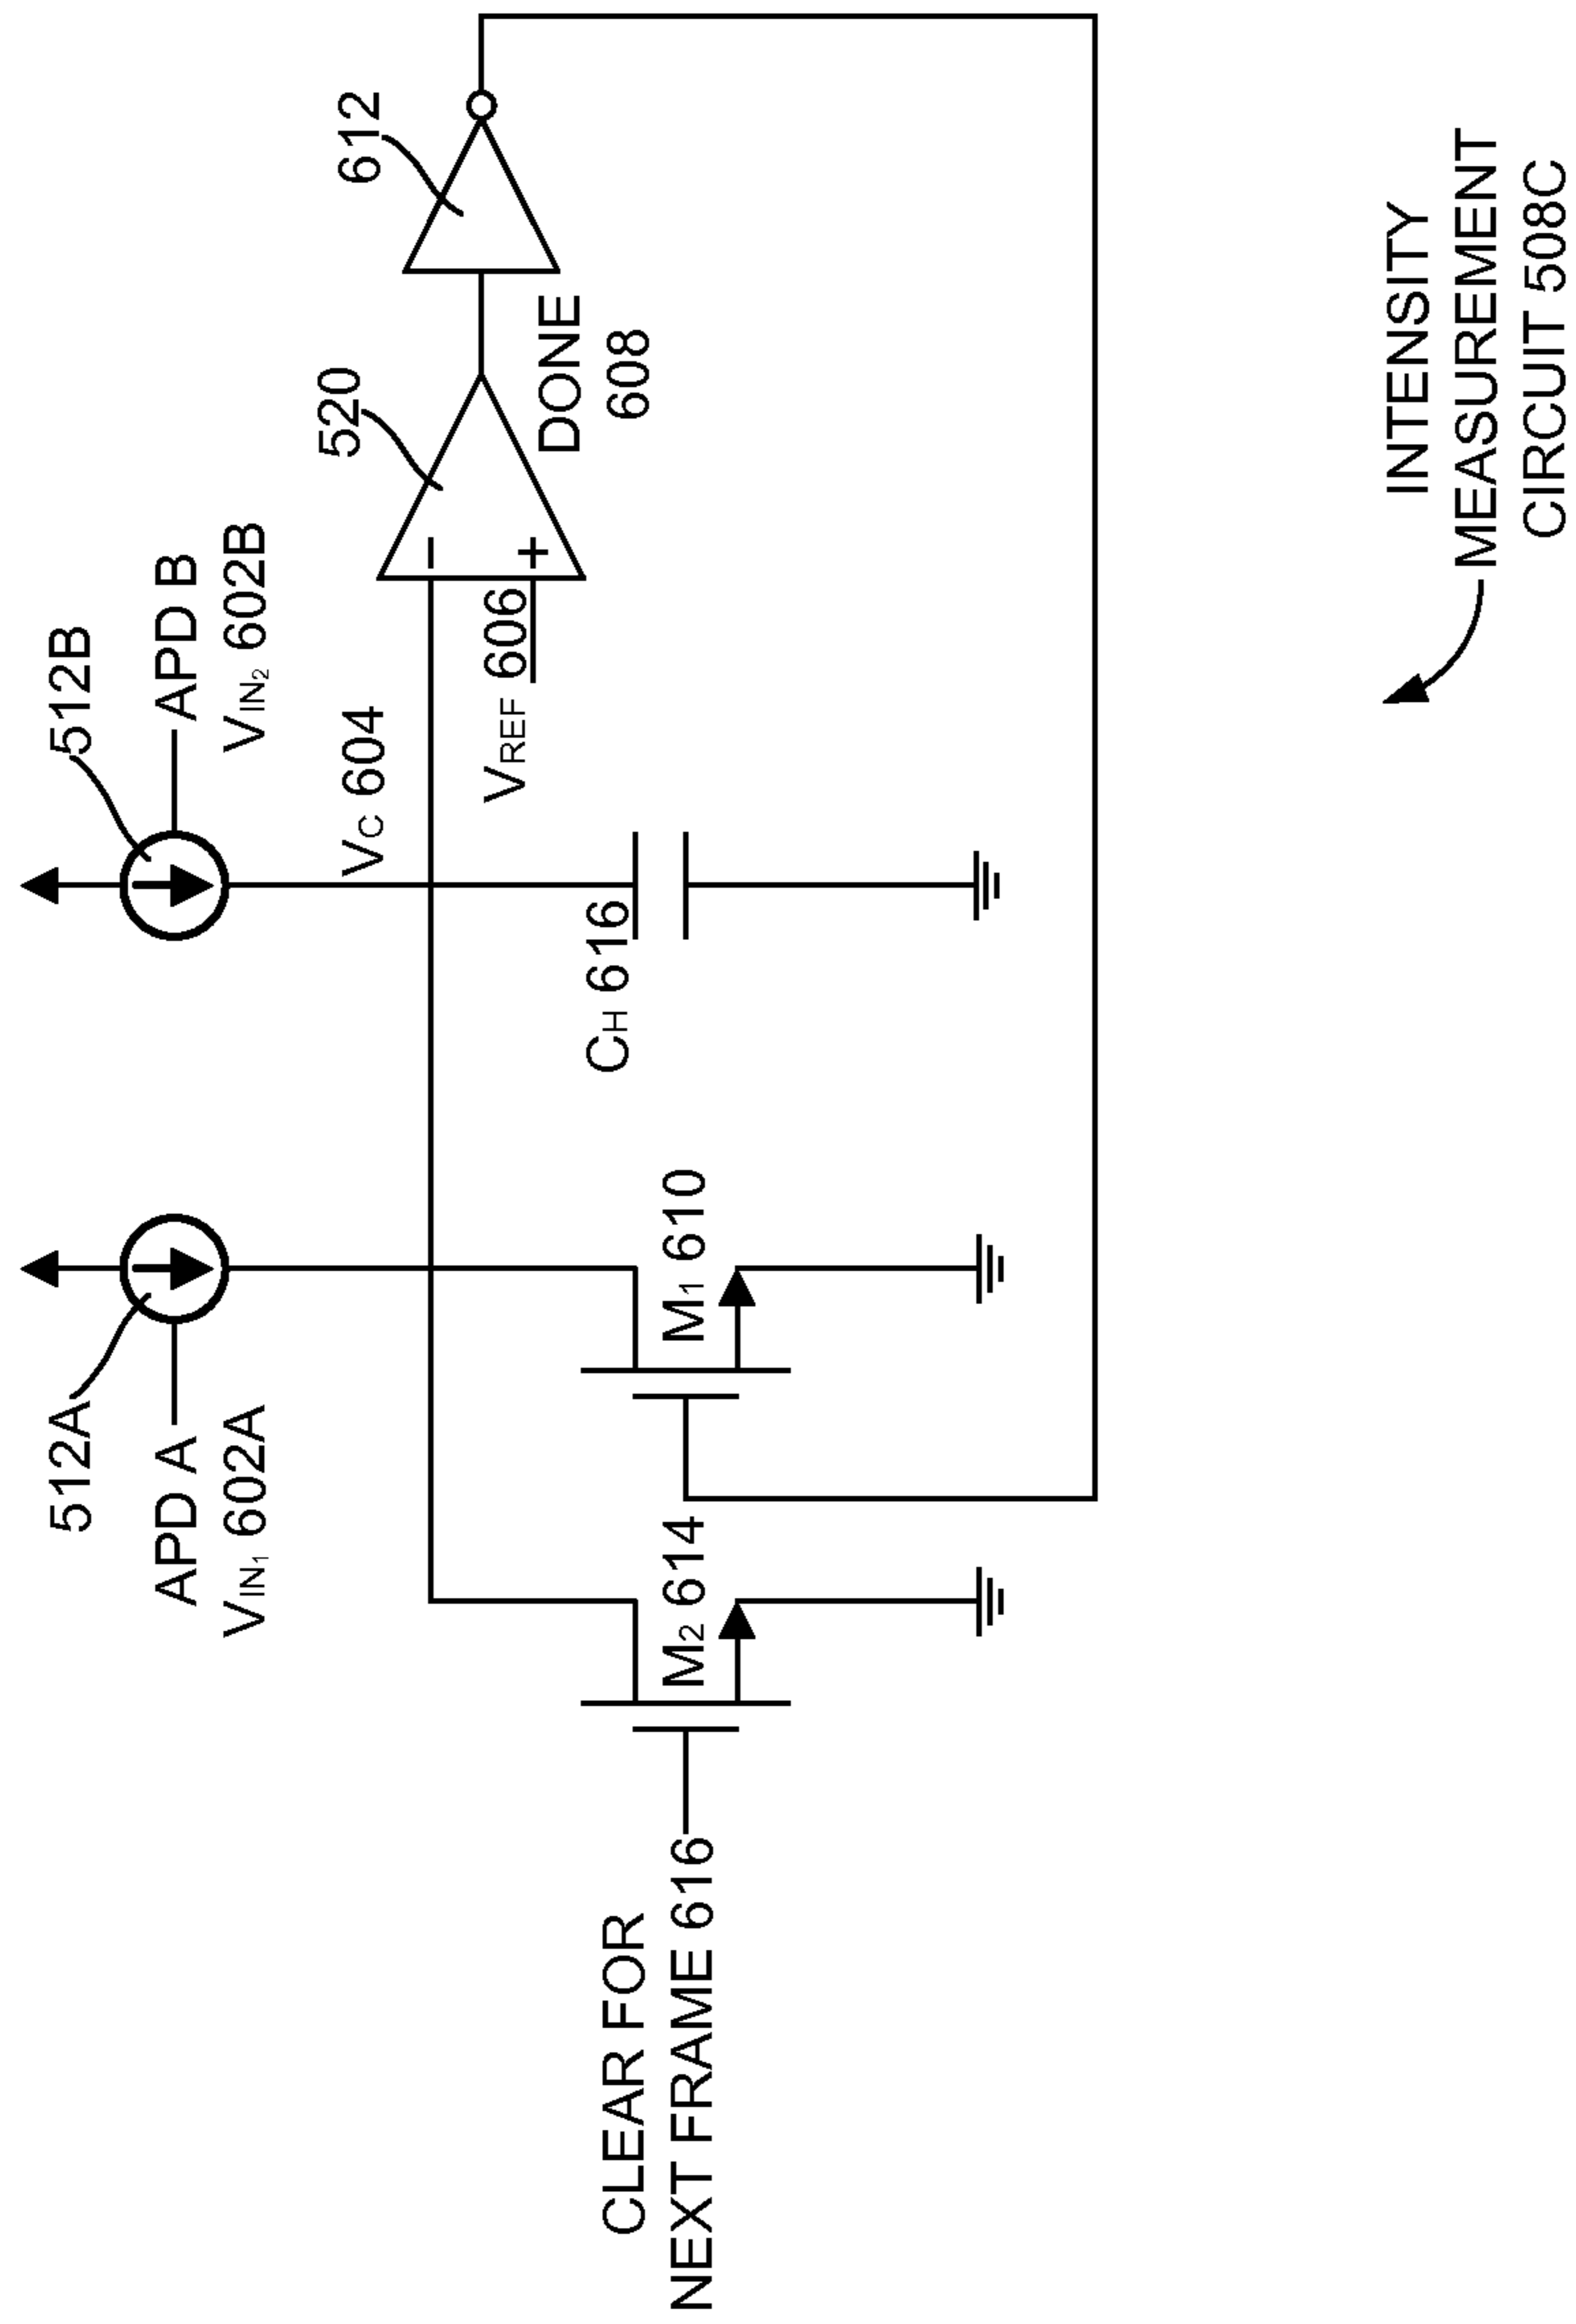 512A
512B
APD A
VIN1 602A
APD B
VIN2 602B
VC 604
520
612
VREF 606
−
+
DONE
608
CH 616
M1 610
M2 614
CLEAR FOR
NEXT FRAME 616
INTENSITY
MEASUREMENT
CIRCUIT 508C